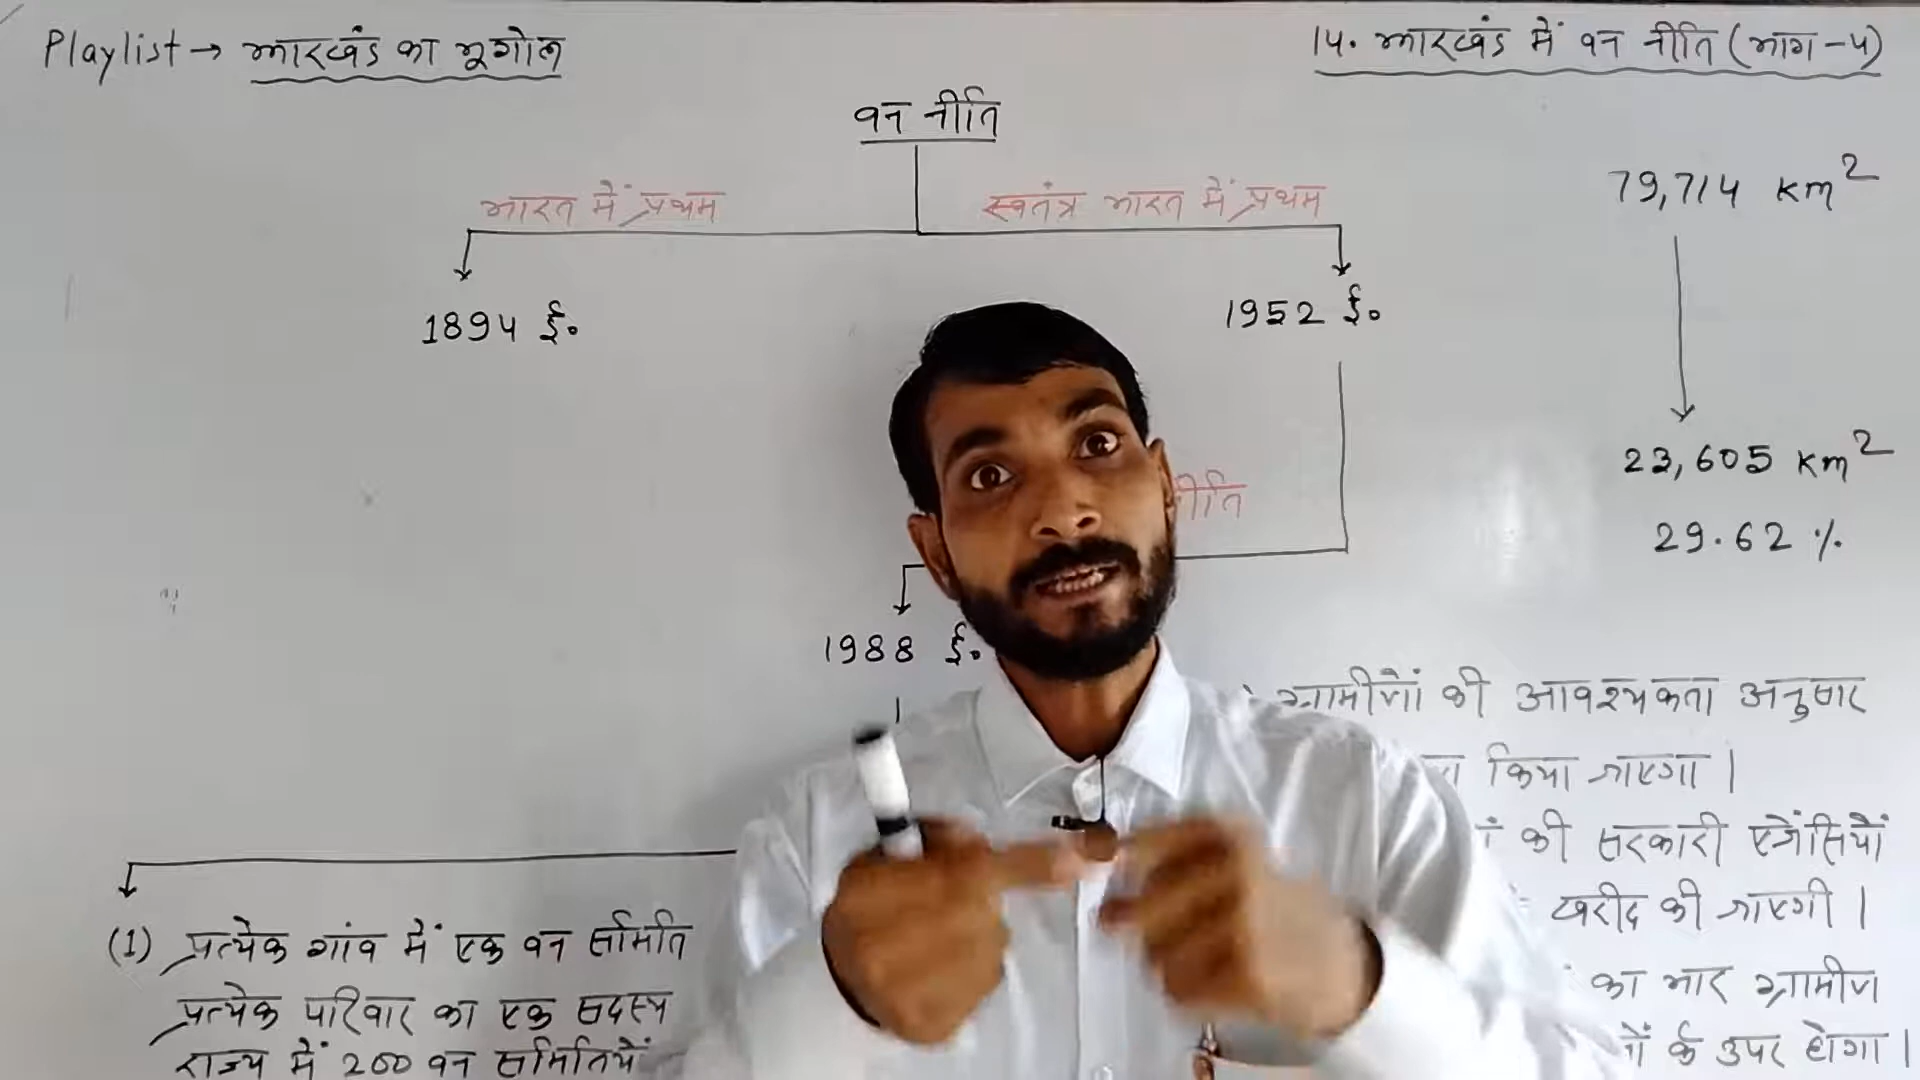 Playlist → झारखंड का भूगोल
14. झारखंड में वन नीति (भाग-4)
वन नीति
79,714 km²
भारत में प्रथम
स्वतंत्र भारत में प्रथम
1894 ई०
1952 ई०
23,605 km²
नीति
29.62 %
1988 ई०
ग्रामीणों की आवश्यकता अनुसार
किया जाएगा |
की सरकारी एजेंसियों
खरीद की जाएगी |
(1) प्रत्येक गांव में एक वन समिति
का भार ग्रामीण
प्रत्येक परिवार का एक सदस्य
के उपर होगा |
राज्य में 200 वन समितियाँ